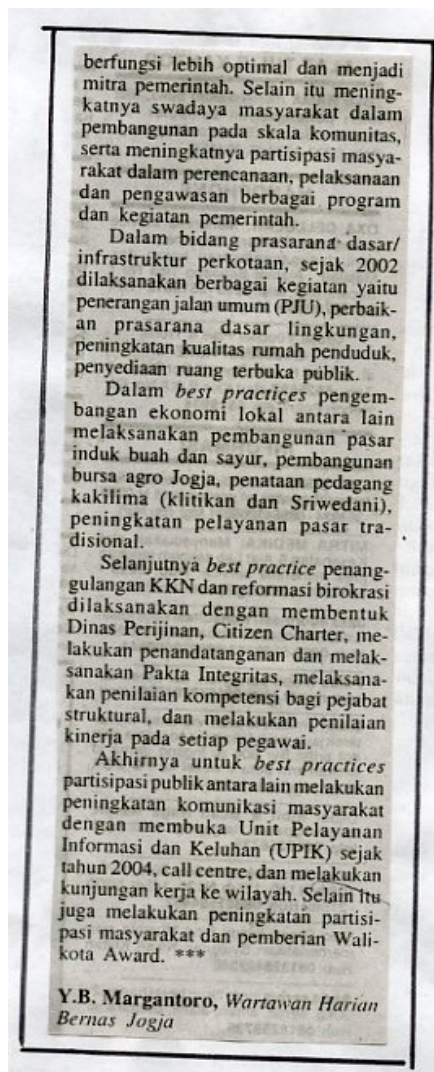 berfungsi lebih optimal dan menjadi
mitra pemerintah. Selain itu mening-
katnya swadaya masyarakat dalam
pembangunan pada skala komunitas,
serta meningkatnya partisipasi masya-
rakat dalam perencanaan, pelaksanaan
dan pengawasan berbagai program
dan kegiatan pemerintah.
Dalam bidang prasarana dasar/
infrastruktur perkotaan, sejak 2002
dilaksanakan berbagai kegiatan yaitu
penerangan jalan umum (PJU), perbaik-
an prasarana dasar lingkungan,
peningkatan kualitas rumah penduduk,
penyediaan ruang terbuka publik.
Dalam best practices pengem-
bangan ekonomi lokal antara lain
melaksanakan pembangunan pasar
induk buah dan sayur, pembangunan
bursa agro Jogja, penataan pedagang
kakilima (klitikan dan Sriwedani),
peningkatan pelayanan pasar tra-
disional.
Selanjutnya best practice penang-
gulangan KKN dan reformasi birokrasi
dilaksanakan dengan membentuk
Dinas Perijinan, Citizen Charter, me-
lakukan penandatanganan dan melak-
sanakan Pakta Integritas, melaksana-
kan penilaian kompetensi bagi pejabat
struktural, dan melakukan penilaian
kinerja pada setiap pegawai.
Akhirnya untuk best practices
partisipasi publik antara lain melakukan
peningkatan komunikasi masyarakat
dengan membuka Unit Pelayanan
Informasi dan Keluhan (UPIK) sejak
tahun 2004, call centre, dan melakukan
kunjungan kerja ke wilayah. Selain itu
juga melakukan peningkatan partisi-
pasi masyarakat dan pemberian Wali-
kota Award. ***
Y.B. Margantoro, Wartawan Harian
Bernas Jogja